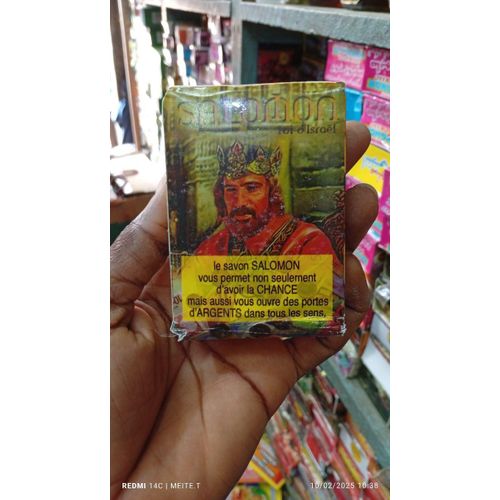 salomon
roi d'Israël
le savon SALOMON
vous permet non seulement
d'avoir la CHANCE
mais aussi vous ouvre des portes
d'ARGENTS dans tous les sens,
REDMI 14C | MEITE.T
10/02/2025 10:38